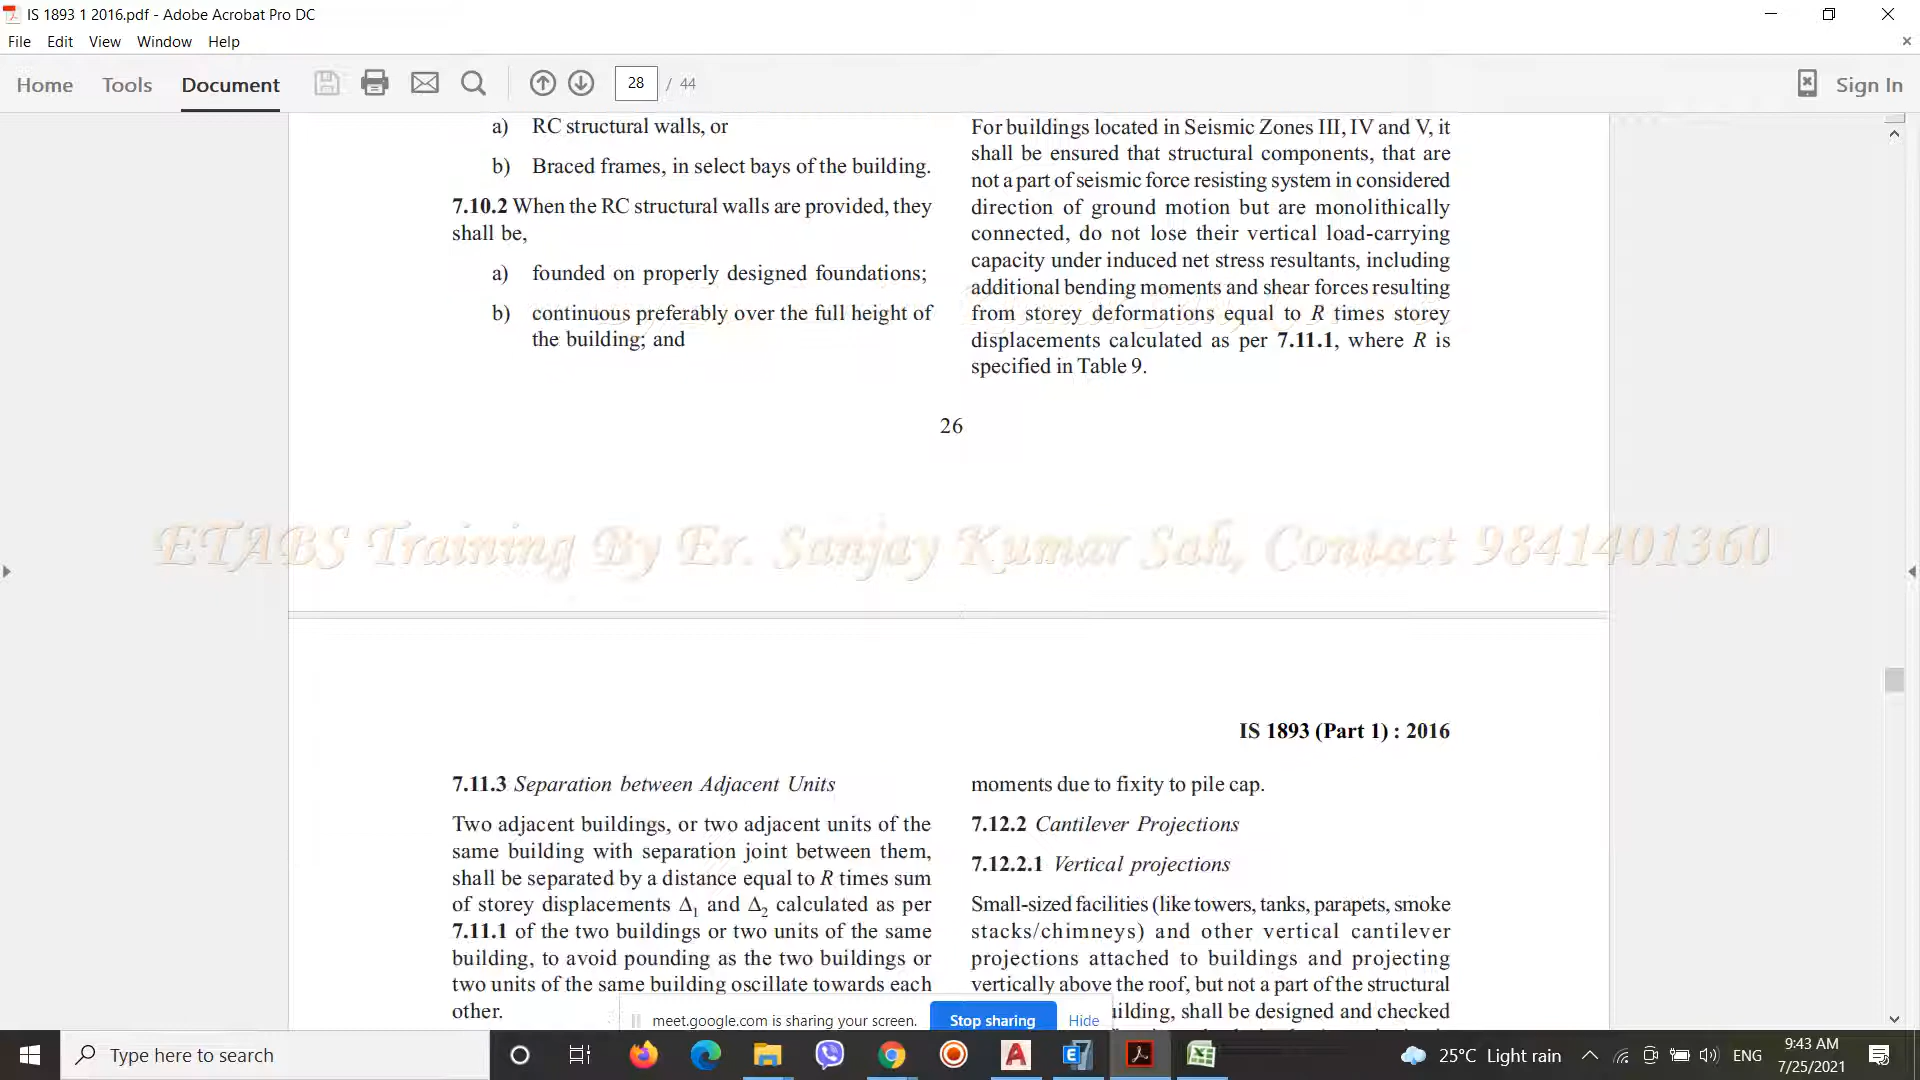 IS 1893 1 2016.pdf - Adobe Acrobat Pro DC
File Edit View Window Help
Home Tools Document 28 / 44 Sign In
a) RC structural walls, or
b) Braced frames, in select bays of the building.
7.10.2 When the RC structural walls are provided, they
shall be,
a) founded on properly designed foundations;
b) continuous preferably over the full height of
the building; and
For buildings located in Seismic Zones III, IV and V, it
shall be ensured that structural components, that are
not a part of seismic force resisting system in considered
direction of ground motion but are monolithically
connected, do not lose their vertical load-carrying
capacity under induced net stress resultants, including
additional bending moments and shear forces resulting
from storey deformations equal to R times storey
displacements calculated as per 7.11.1, where R is
specified in Table 9.
26
ETABS Training By Er. Sanjay Kumar Sah, Contact 9841401360
IS 1893 (Part 1) : 2016
7.11.3 Separation between Adjacent Units
Two adjacent buildings, or two adjacent units of the
same building with separation joint between them,
shall be separated by a distance equal to R times sum
of storey displacements Δ1 and Δ2 calculated as per
7.11.1 of the two buildings or two units of the same
building, to avoid pounding as the two buildings or
two units of the same building oscillate towards each
other.
moments due to fixity to pile cap.
7.12.2 Cantilever Projections
7.12.2.1 Vertical projections
Small-sized facilities (like towers, tanks, parapets, smoke
stacks/chimneys) and other vertical cantilever
projections attached to buildings and projecting
vertically above the roof, but not a part of the structural
uilding, shall be designed and checked
meet.google.com is sharing your screen. Stop sharing Hide
Type here to search
25°C Light rain ENG
9:43 AM
7/25/2021